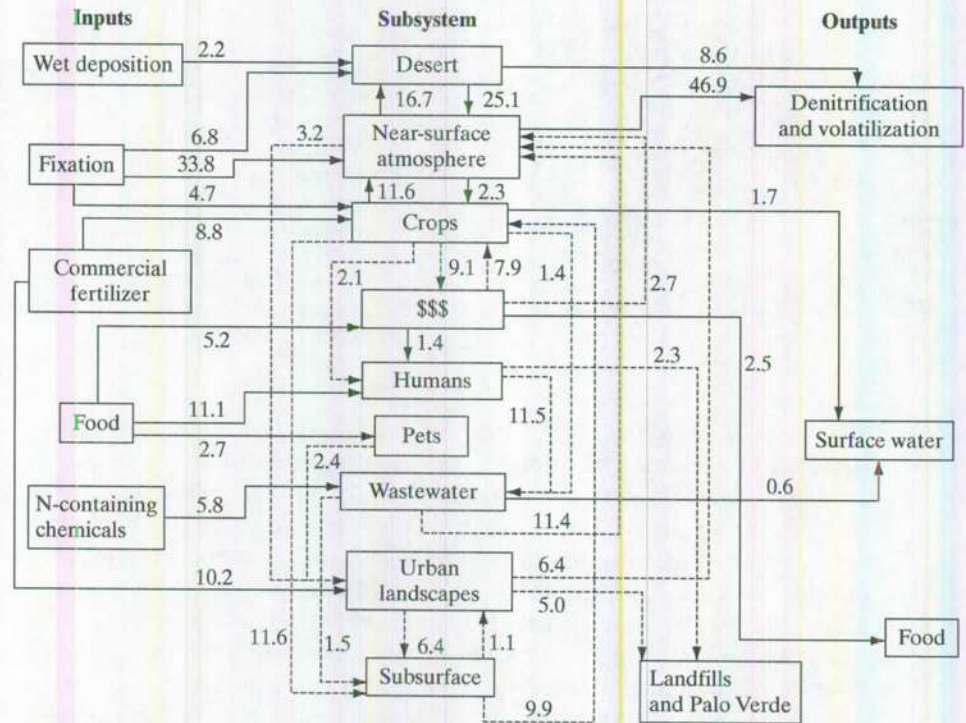 Inputs
Subsystem
Outputs
Wet deposition
2.2
Desert
8.6
16.7
25.1
46.9
Denitrification
and volatilization
6.8
3.2
Near-surface
atmosphere
Fixation
33.8
4.7
11.6
2.3
8.8
Crops
1.7
Commercial
fertilizer
2.1
9.1
7.9
1.4
2.7
$$$
5.2
1.4
2.3
2.5
Humans
11.1
11.5
Food
2.7
Pets
Surface water
2.4
N-containing
chemicals
5.8
Wastewater
0.6
11.4
10.2
Urban
landscapes
6.4
5.0
11.6
1.5
6.4
1.1
Food
Subsurface
9.9
Landfills
and Palo Verde